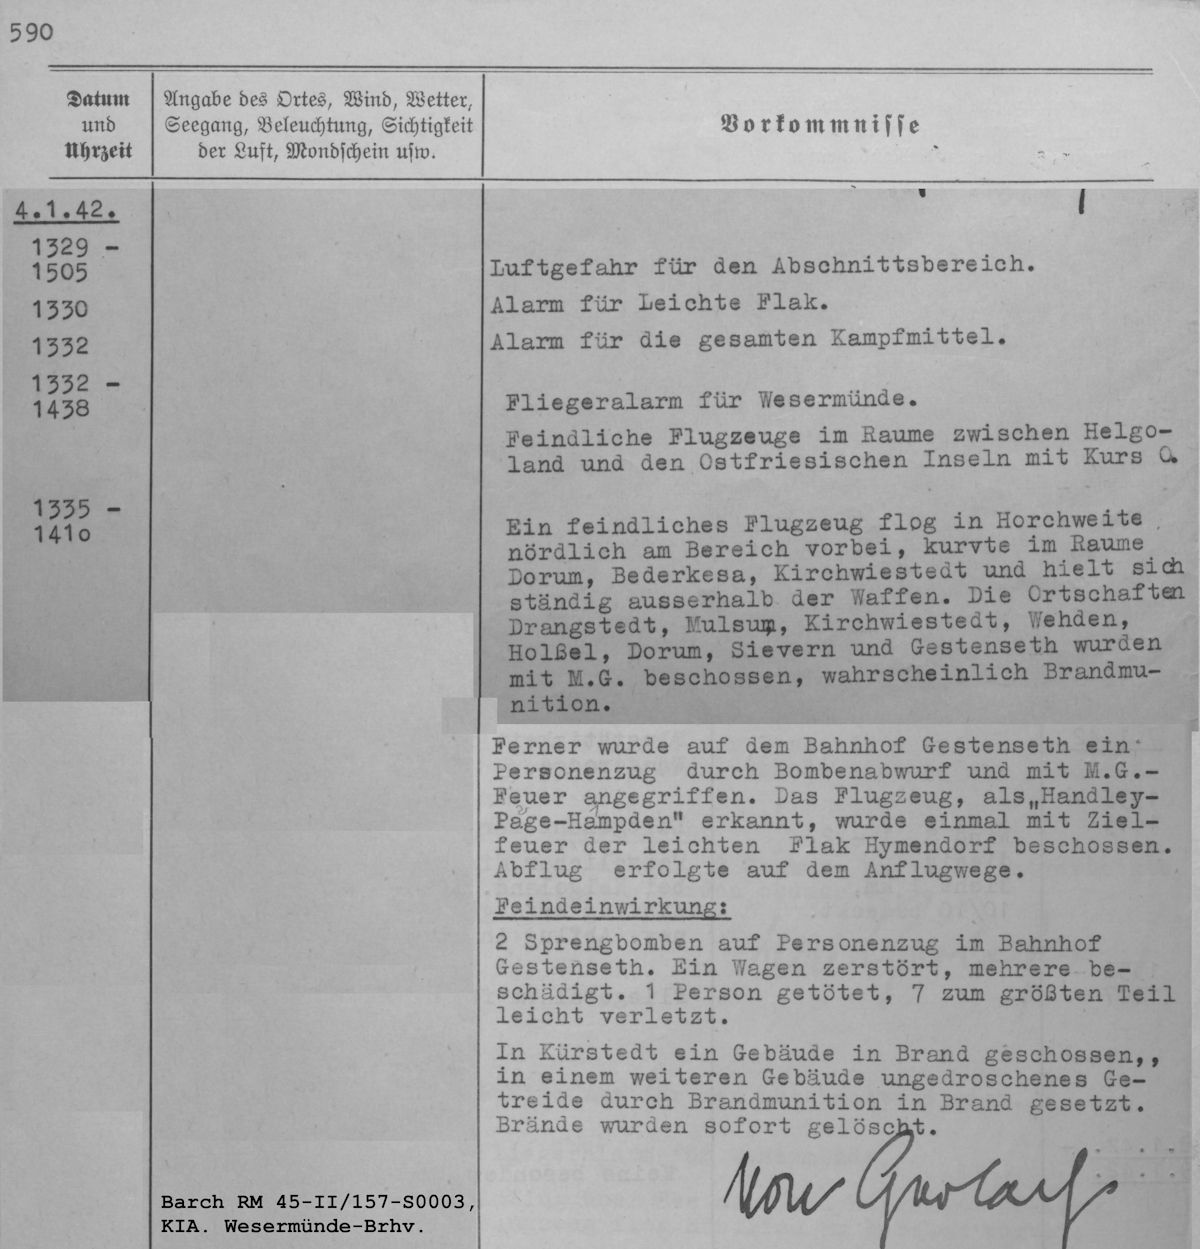 590
Datum
und
Uhrzeit
Angabe des Ortes, Wind, Wetter,
Seegang, Beleuchtung, Sichtigkeit
der Luft, Mondschein usw.
Vorkommnisse
4.1.42.
1329 -
1505
Luftgefahr für den Abschnittsbereich.
1330
Alarm für Leichte Flak.
1332
Alarm für die gesamten Kampfmittel.
1332 -
1438
Fliegeralarm für Wesermünde.
Feindliche Flugzeuge im Raume zwischen Helgo-
land und den Ostfriesischen Inseln mit Kurs O.
1335 -
141o
Ein feindliches Flugzeug flog in Horchweite
nördlich am Bereich vorbei, kurvte im Raume
Dorum, Bederkesa, Kirchwiestedt und hielt sich
ständig ausserhalb der Waffen. Die Ortschaften
Drangstedt, Mulsum, Kirchwiestedt, Wehden,
Holßel, Dorum, Sievern und Gestenseth wurden
mit M.G. beschossen, wahrscheinlich Brandmu-
nition.
Ferner wurde auf dem Bahnhof Gestenseth ein
Personenzug durch Bombenabwurf und mit M.G.-
Feuer angegriffen. Das Flugzeug, als „Handley-
Page-Hampden" erkannt, wurde einmal mit Ziel-
feuer der leichten Flak Hymendorf beschossen.
Abflug erfolgte auf dem Anflugwege.
Feindeinwirkung:
2 Sprengbomben auf Personenzug im Bahnhof
Gestenseth. Ein Wagen zerstört, mehrere be-
schädigt. 1 Person getötet, 7 zum größten Teil
leicht verletzt.
In Kürstedt ein Gebäude in Brand geschossen,,
in einem weiteren Gebäude ungedroschenes Ge-
treide durch Brandmunition in Brand gesetzt.
Brände wurden sofort gelöscht.
Barch RM 45-II/157-S0003,
KIA. Wesermünde-Brhv.